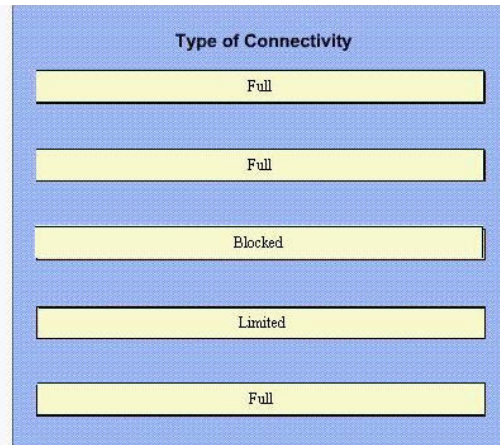 Type of Connectivity
Full
Full
Blocked
Limited
Full